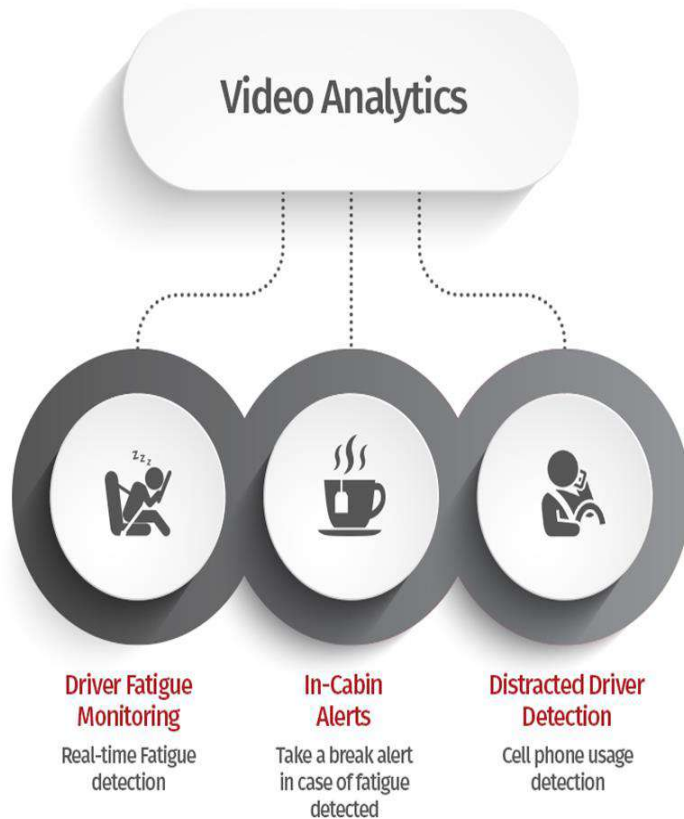 Video Analytics
zzz
Driver Fatigue
Monitoring
Real-time Fatigue
detection
In-Cabin
Alerts
Take a break alert
in case of fatigue
detected
Distracted Driver
Detection
Cell phone usage
detection